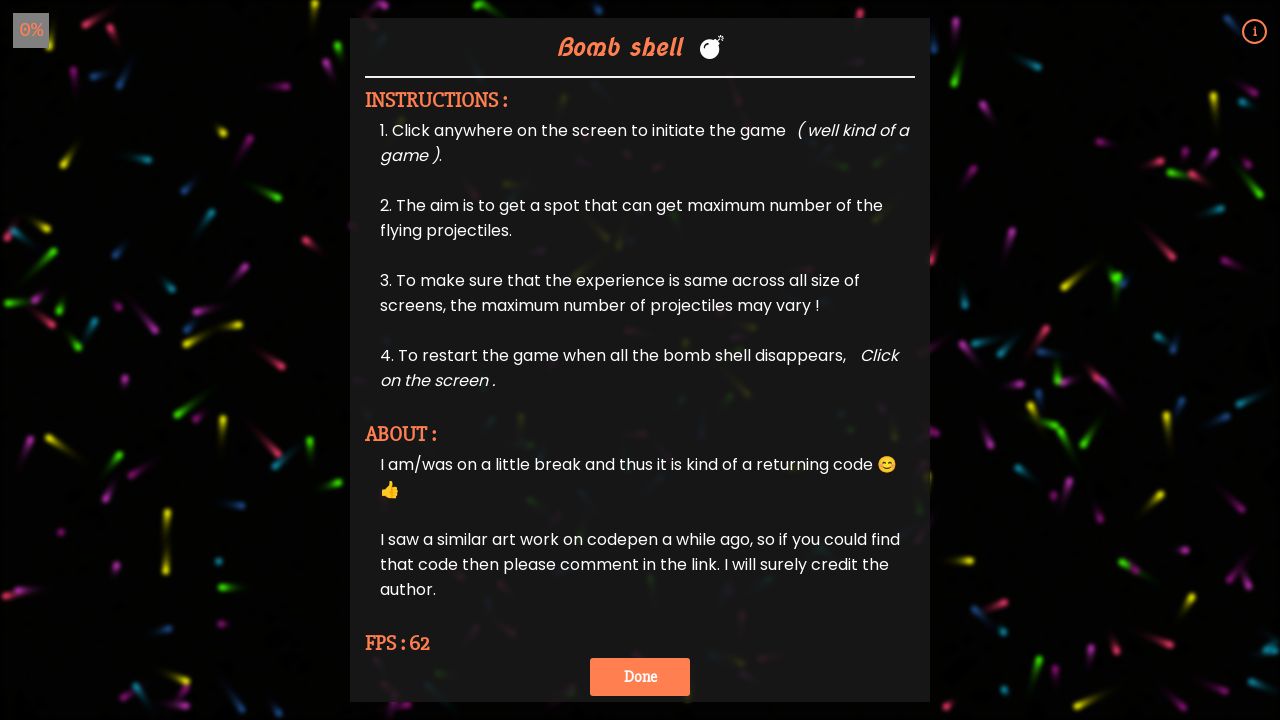 0%
i
Bomb shell 💣
INSTRUCTIONS :
1. Click anywhere on the screen to initiate the game ( well kind of a
game ).
2. The aim is to get a spot that can get maximum number of the
flying projectiles.
3. To make sure that the experience is same across all size of
screens, the maximum number of projectiles may vary !
4. To restart the game when all the bomb shell disappears, Click
on the screen .
ABOUT :
I am/was on a little break and thus it is kind of a returning code 😊
👍
I saw a similar art work on codepen a while ago, so if you could find
that code then please comment in the link. I will surely credit the
author.
FPS : 62
Done